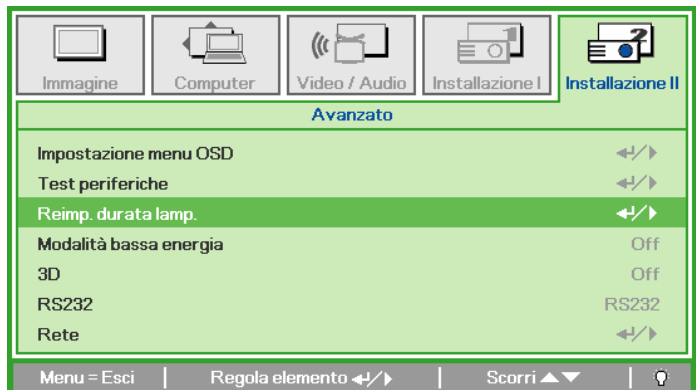 Immagine
Computer
Video / Audio
Installazione I
Installazione II
Avanzato
Impostazione menu OSD
Test periferiche
Reimp. durata lamp.
Modalità bassa energia Off
3D Off
RS232 RS232
Rete
Menu = Esci Regola elemento Scorri